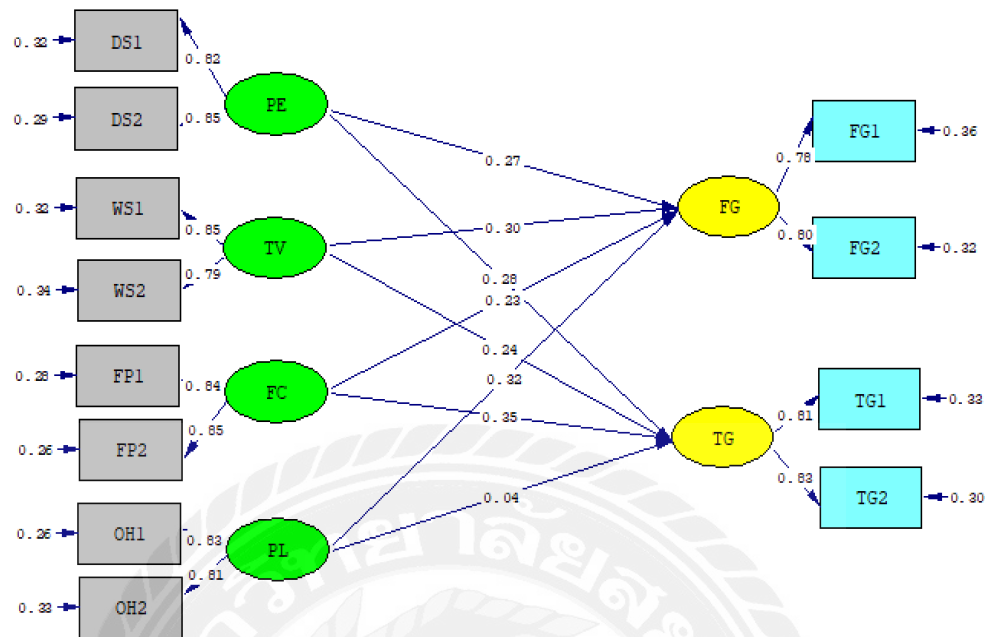 0.32 DS1 0.82
0.29 DS2 0.85
PE
0.32 WS1 0.85
0.34 WS2 0.79
TV
0.28 FP1 0.84
0.26 FP2 0.85
FC
0.26 OH1 0.83
0.33 OH2 0.81
PL
0.27
0.30
0.28
0.23
0.24
0.32
0.35
0.04
FG
0.78 FG1 0.36
0.80 FG2 0.32
TG
0.81 TG1 0.33
0.83 TG2 0.30